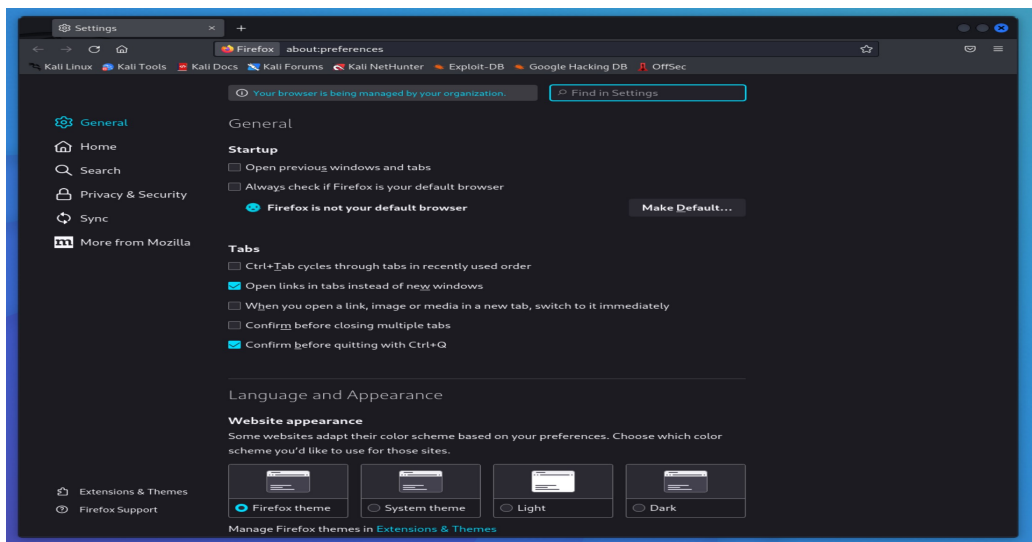 Settings
Firefox about:preferences
Kali Linux Kali Tools Kali Docs Kali Forums Kali NetHunter Exploit-DB Google Hacking DB OffSec
Your browser is being managed by your organization.
Find in Settings
General
Home
Search
Privacy & Security
Sync
More from Mozilla
Extensions & Themes
Firefox Support
General
Startup
Open previous windows and tabs
Always check if Firefox is your default browser
Firefox is not your default browser
Make Default...
Tabs
Ctrl+Tab cycles through tabs in recently used order
Open links in tabs instead of new windows
When you open a link, image or media in a new tab, switch to it immediately
Confirm before closing multiple tabs
Confirm before quitting with Ctrl+Q
Language and Appearance
Website appearance
Some websites adapt their color scheme based on your preferences. Choose which color
scheme you'd like to use for those sites.
Firefox theme
System theme
Light
Dark
Manage Firefox themes in Extensions & Themes